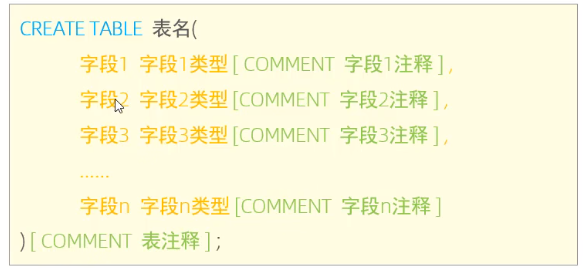 CREATE TABLE 表名(
字段1 字段1类型[ COMMENT 字段1注释 ] ,
字段2 字段2类型[COMMENT 字段2注释 ] ,
字段3 字段3类型[COMMENT 字段3注释 ] ,
......
字段n 字段n类型[COMMENT 字段n注释 ]
) [ COMMENT 表注释 ] ;